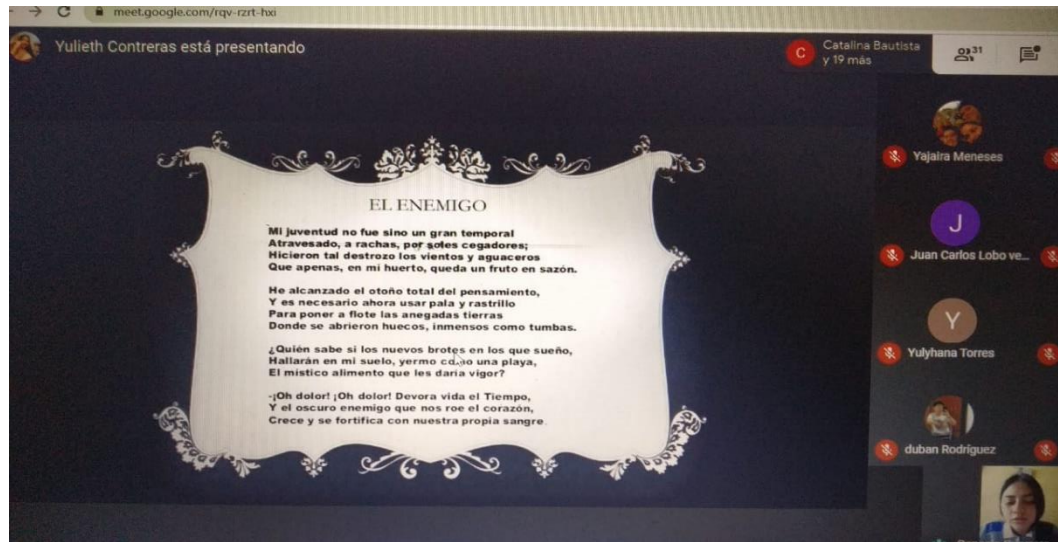 meet.google.com/rqv-rzrt-hxi
Yulieth Contreras está presentando
C
Catalina Bautista
y 19 más
31
EL ENEMIGO
Mi juventud no fue sino un gran temporal
Atravesado, a rachas, por soles cegadores;
Hicieron tal destrozo los vientos y aguaceros
Que apenas, en mi huerto, queda un fruto en sazón.
He alcanzado el otoño total del pensamiento,
Y es necesario ahora usar pala y rastrillo
Para poner a flote las anegadas tierras
Donde se abrieron huecos, inmensos como tumbas.
¿Quién sabe si los nuevos brotes en los que sueño,
Hallarán en mi suelo, yermo como una playa,
El místico alimento que les daría vigor?
-¡Oh dolor! ¡Oh dolor! Devora vida el Tiempo,
Y el oscuro enemigo que nos roe el corazón,
Crece y se fortifica con nuestra propia sangre.
Yajaira Meneses
J
Juan Carlos Lobo ve...
Y
Yulyhana Torres
duban Rodríguez